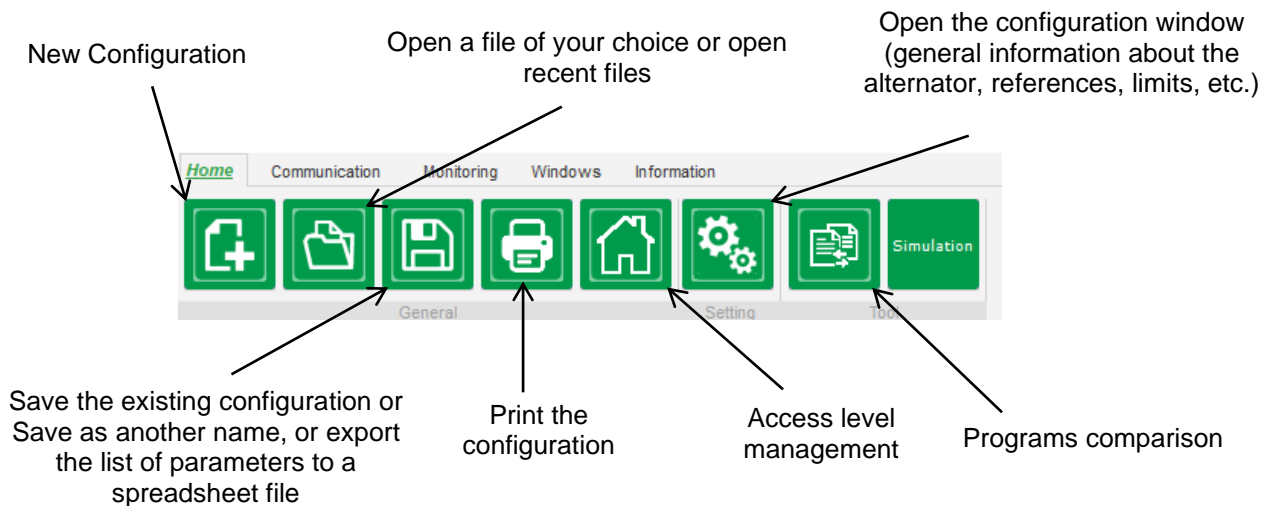 New Configuration
Open a file of your choice or open
recent files
Open the configuration window
(general information about the
alternator, references, limits, etc.)
Home
Communication
Monitoring
Windows
Information
Simulation
General
Setting
Tool
Save the existing configuration or
Save as another name, or export
the list of parameters to a
spreadsheet file
Print the
configuration
Access level
management
Programs comparison